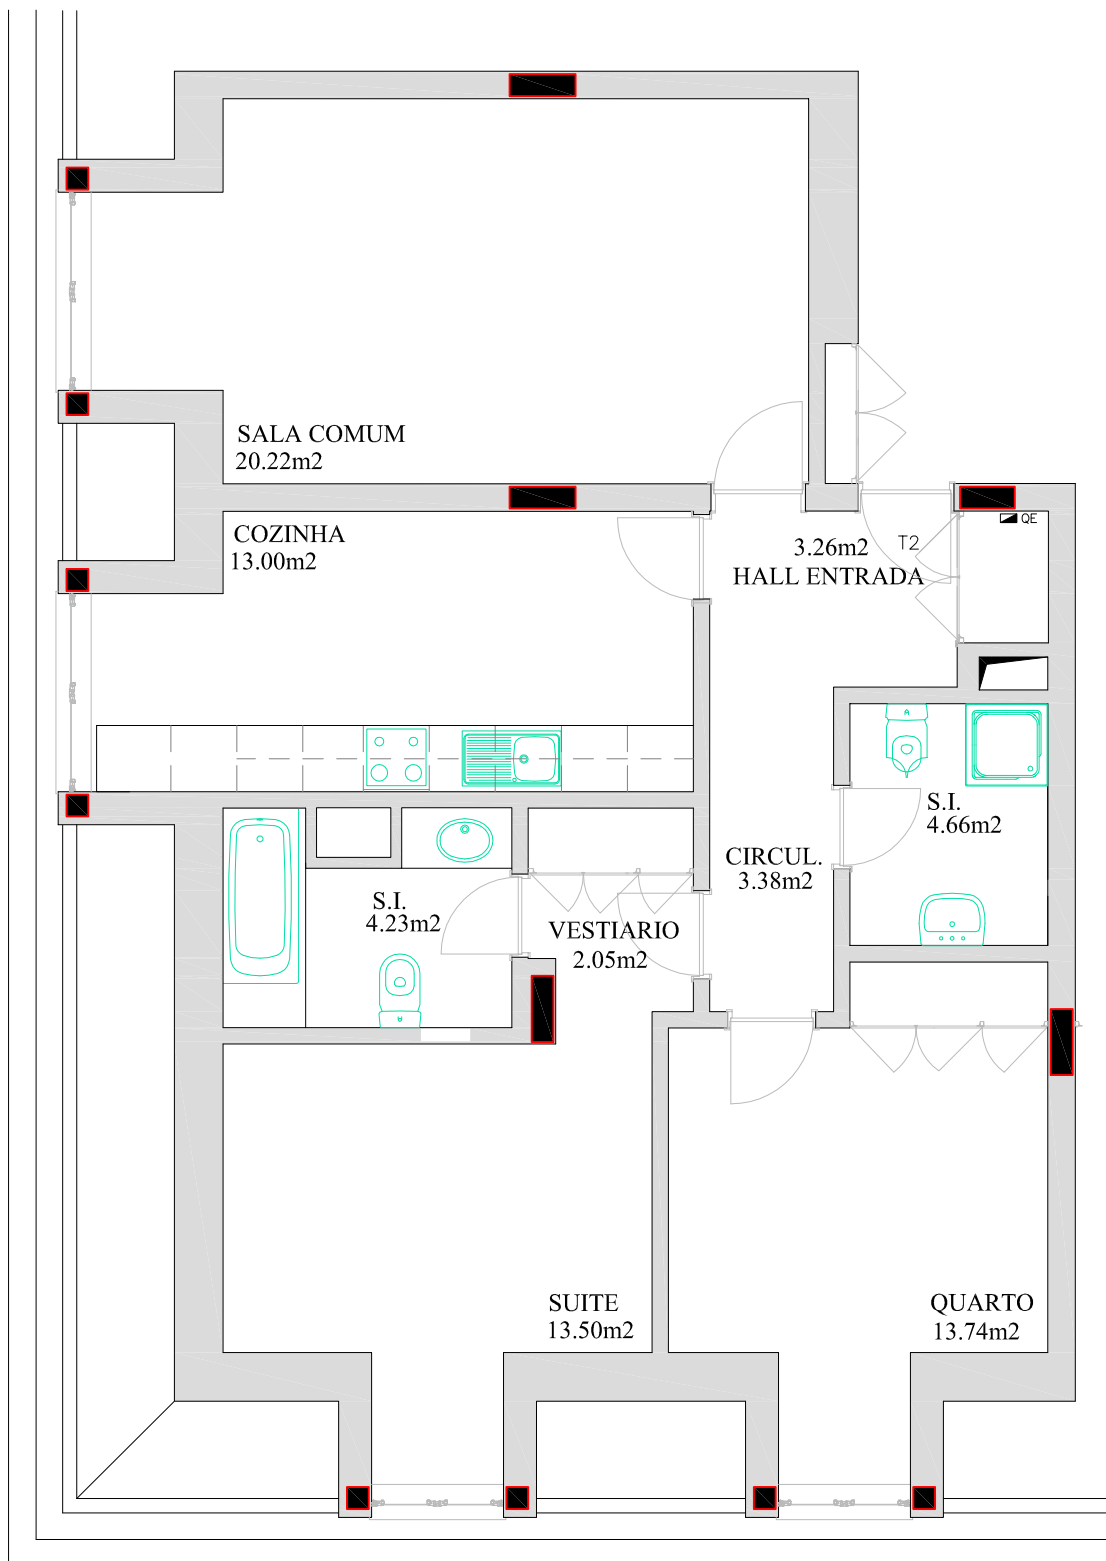 SALA COMUM
20.22m2
COZINHA
13.00m2
QE
T2
3.26m2
HALL ENTRADA
S.I.
4.66m2
CIRCUL.
3.38m2
S.I.
4.23m2
VESTIARIO
2.05m2
SUITE
13.50m2
QUARTO
13.74m2